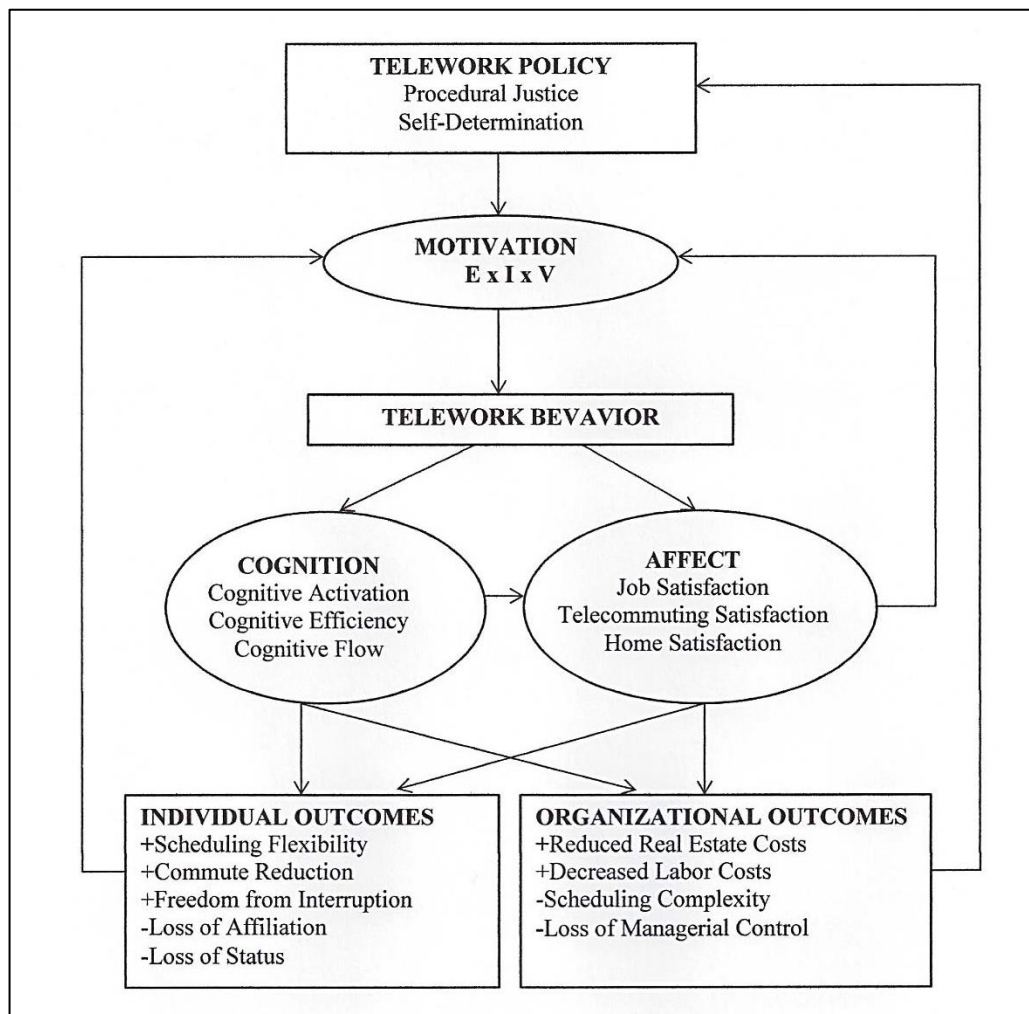 TELEWORK POLICY
Procedural Justice
Self-Determination
MOTIVATION
E x I x V
TELEWORK BEVAVIOR
COGNITION
Cognitive Activation
Cognitive Efficiency
Cognitive Flow
AFFECT
Job Satisfaction
Telecommuting Satisfaction
Home Satisfaction
INDIVIDUAL OUTCOMES
+Scheduling Flexibility
+Commute Reduction
+Freedom from Interruption
-Loss of Affiliation
-Loss of Status
ORGANIZATIONAL OUTCOMES
+Reduced Real Estate Costs
+Decreased Labor Costs
-Scheduling Complexity
-Loss of Managerial Control